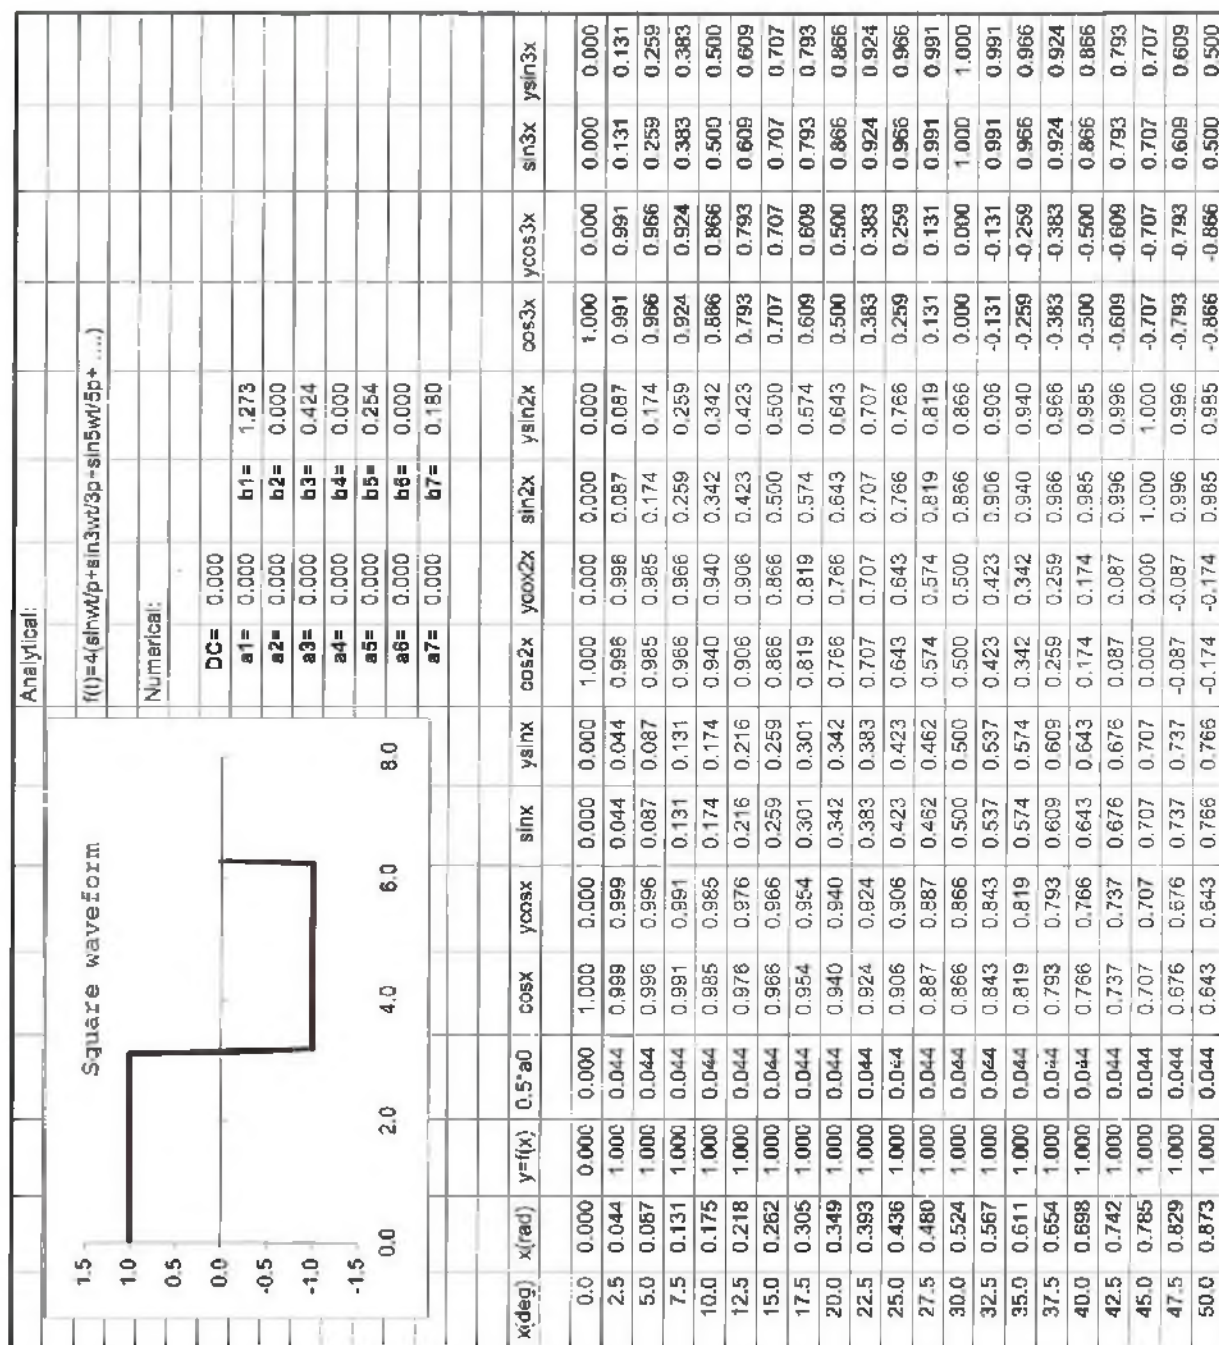 Analytical:
f(t)=4(sinwt/p+sin3wt/3p+sin5wt/5p+ ....)
Numerical:
DC= 0.000
a1= 0.000 b1= 1.273
a2= 0.000 b2= 0.000
a3= 0.000 b3= 0.424
a4= 0.000 b4= 0.000
a5= 0.000 b5= 0.254
a6= 0.000 b6= 0.000
a7= 0.000 b7= 0.180
Square waveform
1.5
1.0
0.5
0.0
-0.5
-1.0
-1.5
0.0 2.0 4.0 6.0 8.0
x(deg) x(rad) y=f(x) 0.5*a0 cosx ycosx sinx ysinx cos2x ycox2x sin2x ysin2x cos3x ycos3x sin3x ysin3x
0.0 0.000 0.000 0.000 1.000 0.000 0.000 0.000 1.000 0.000 0.000 0.000 1.000 0.000 0.000 0.000
2.5 0.044 1.000 0.044 0.999 0.999 0.044 0.044 0.996 0.998 0.087 0.087 0.991 0.991 0.131 0.131
5.0 0.087 1.000 0.044 0.996 0.996 0.087 0.087 0.985 0.985 0.174 0.174 0.966 0.966 0.259 0.259
7.5 0.131 1.000 0.044 0.991 0.991 0.131 0.131 0.966 0.966 0.259 0.259 0.924 0.924 0.383 0.383
10.0 0.175 1.000 0.044 0.985 0.985 0.174 0.174 0.940 0.940 0.342 0.342 0.866 0.866 0.500 0.500
12.5 0.218 1.000 0.044 0.976 0.976 0.216 0.216 0.906 0.906 0.423 0.423 0.793 0.793 0.609 0.609
15.0 0.262 1.000 0.044 0.966 0.966 0.259 0.259 0.866 0.866 0.500 0.500 0.707 0.707 0.707 0.707
17.5 0.305 1.000 0.044 0.954 0.954 0.301 0.301 0.819 0.819 0.574 0.574 0.609 0.609 0.793 0.793
20.0 0.349 1.000 0.044 0.940 0.940 0.342 0.342 0.766 0.766 0.643 0.643 0.500 0.500 0.866 0.866
22.5 0.393 1.000 0.044 0.924 0.924 0.383 0.383 0.707 0.707 0.707 0.707 0.383 0.383 0.924 0.924
25.0 0.436 1.000 0.044 0.906 0.906 0.423 0.423 0.643 0.643 0.766 0.766 0.259 0.259 0.966 0.966
27.5 0.480 1.000 0.044 0.887 0.887 0.462 0.462 0.574 0.574 0.819 0.819 0.131 0.131 0.991 0.991
30.0 0.524 1.000 0.044 0.866 0.866 0.500 0.500 0.500 0.500 0.866 0.866 0.000 0.000 1.000 1.000
32.5 0.567 1.000 0.044 0.843 0.843 0.537 0.537 0.423 0.423 0.906 0.906 -0.131 -0.131 0.991 0.991
35.0 0.611 1.000 0.044 0.819 0.819 0.574 0.574 0.342 0.342 0.940 0.940 -0.259 -0.259 0.966 0.966
37.5 0.654 1.000 0.044 0.793 0.793 0.609 0.609 0.259 0.259 0.966 0.966 -0.383 -0.383 0.924 0.924
40.0 0.698 1.000 0.044 0.766 0.766 0.643 0.643 0.174 0.174 0.985 0.985 -0.500 -0.500 0.866 0.866
42.5 0.742 1.000 0.044 0.737 0.737 0.676 0.676 0.087 0.087 0.996 0.996 -0.609 -0.609 0.793 0.793
45.0 0.785 1.000 0.044 0.707 0.707 0.707 0.707 0.000 0.000 1.000 1.000 -0.707 -0.707 0.707 0.707
47.5 0.829 1.000 0.044 0.676 0.676 0.737 0.737 -0.087 -0.087 0.996 0.996 -0.793 -0.793 0.609 0.609
50.0 0.873 1.000 0.044 0.643 0.643 0.766 0.766 -0.174 -0.174 0.985 0.985 -0.866 -0.866 0.500 0.500